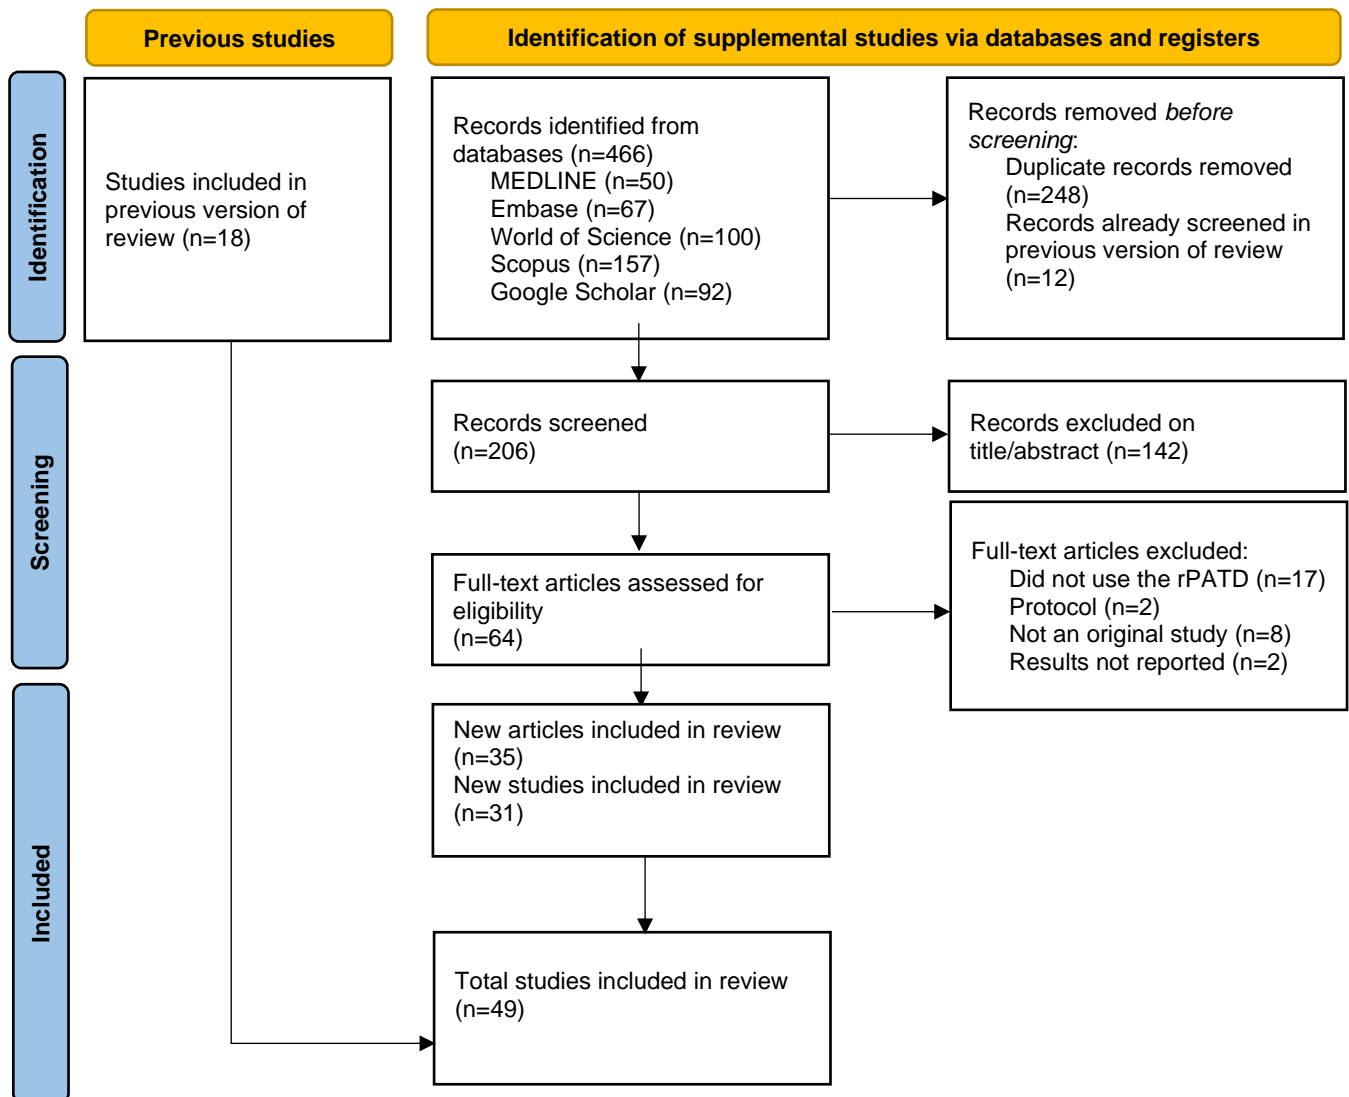 Previous studies
Identification of supplemental studies via databases and registers
Identification
Studies included in
previous version of
review (n=18)
Records identified from
databases (n=466)
MEDLINE (n=50)
Embase (n=67)
World of Science (n=100)
Scopus (n=157)
Google Scholar (n=92)
Records removed before
screening:
Duplicate records removed
(n=248)
Records already screened in
previous version of review
(n=12)
Screening
Records screened
(n=206)
Records excluded on
title/abstract (n=142)
Full-text articles assessed for
eligibility
(n=64)
Full-text articles excluded:
Did not use the rPATD (n=17)
Protocol (n=2)
Not an original study (n=8)
Results not reported (n=2)
Included
New articles included in review
(n=35)
New studies included in review
(n=31)
Total studies included in review
(n=49)